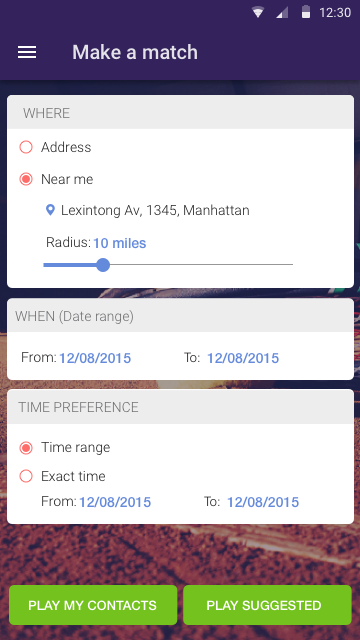 12:30
Make a match
WHERE
Address
Near me
Lexintong Av, 1345, Manhattan
Radius: 10 miles
WHEN (Date range)
From: 12/08/2015 To: 12/08/2015
TIME PREFERENCE
Time range
Exact time
From: 12/08/2015 To: 12/08/2015
PLAY MY CONTACTS PLAY SUGGESTED